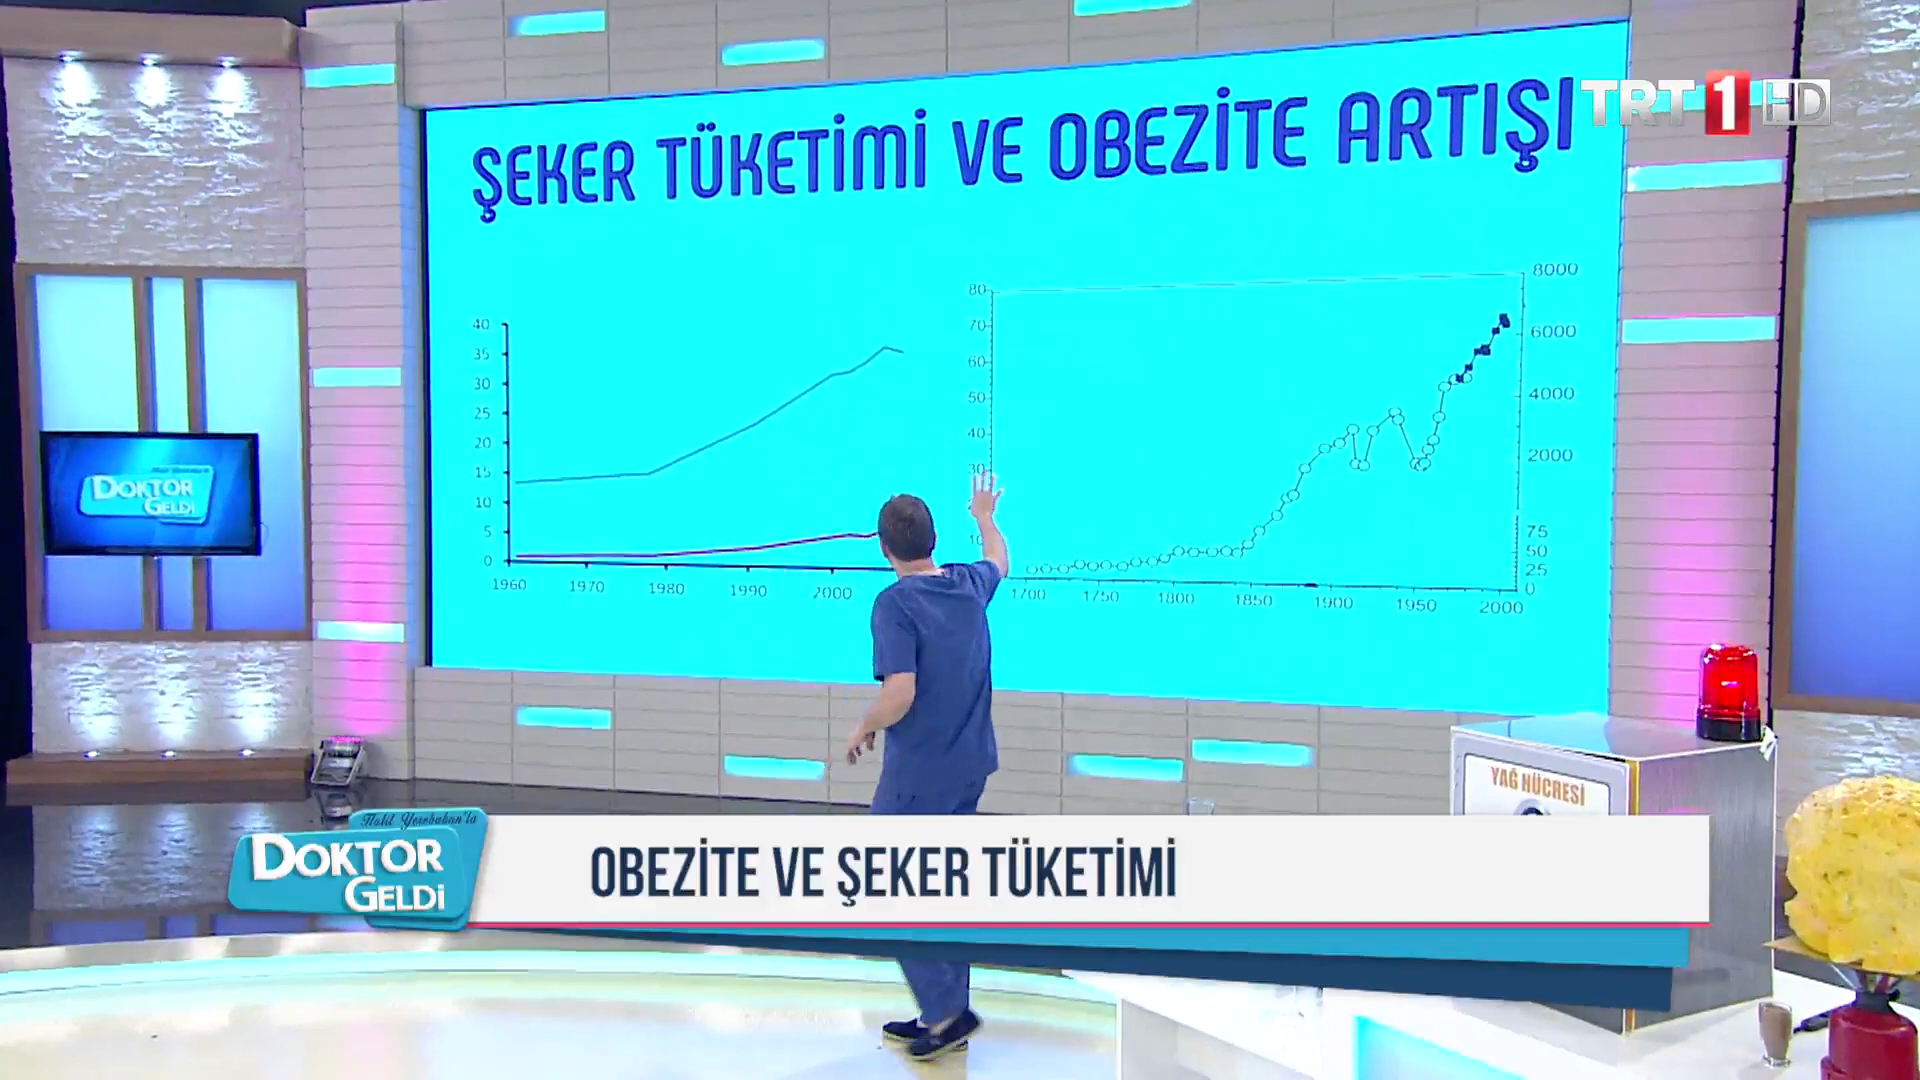 TRT 1 HD
ŞEKER TÜKETİMİ VE OBEZİTE ARTIŞI
40
35
30
25
20
15
10
5
0
1960 1970 1980 1990 2000
80
70
60
50
40
30
10
1700 1750 1800 1850 1900 1950 2000
8000
6000
4000
2000
75
50
25
0
DOKTOR
GELDİ
YAĞ HÜCRESİ
Halil Yerebakan'la
DOKTOR
GELDİ
OBEZİTE VE ŞEKER TÜKETİMİ